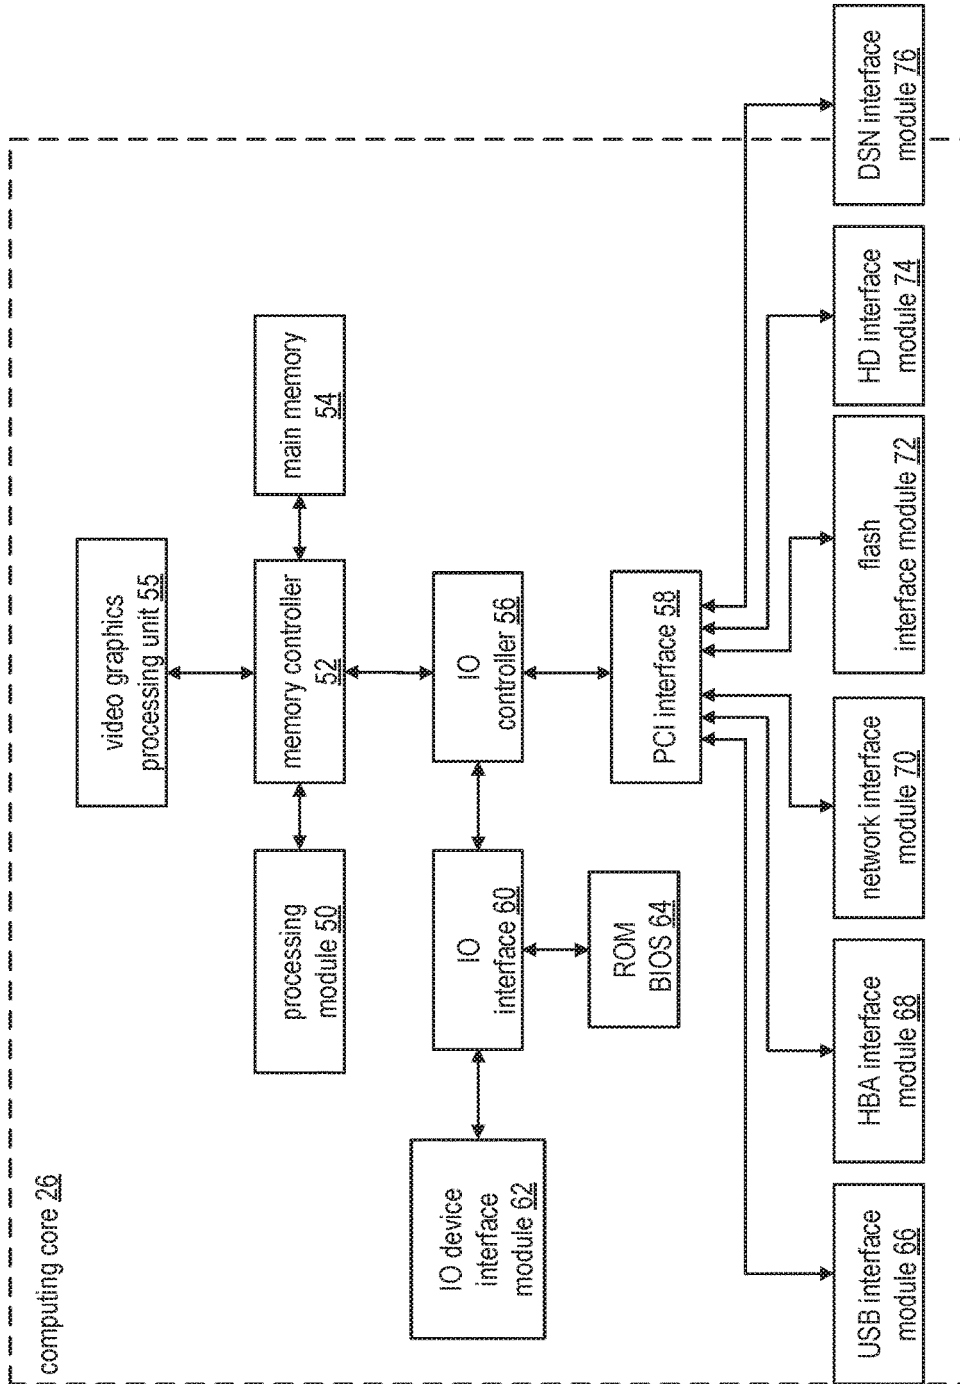 computing core 26
video graphics
processing unit 55
processing
module 50
memory controller
52
main memory
54
IO device
interface
module 62
IO
interface 60
IO
controller 56
ROM
BIOS 64
PCI interface 58
USB interface
module 66
HBA interface
module 68
network interface
module 70
flash
interface module 72
HD interface
module 74
DSN interface
module 76